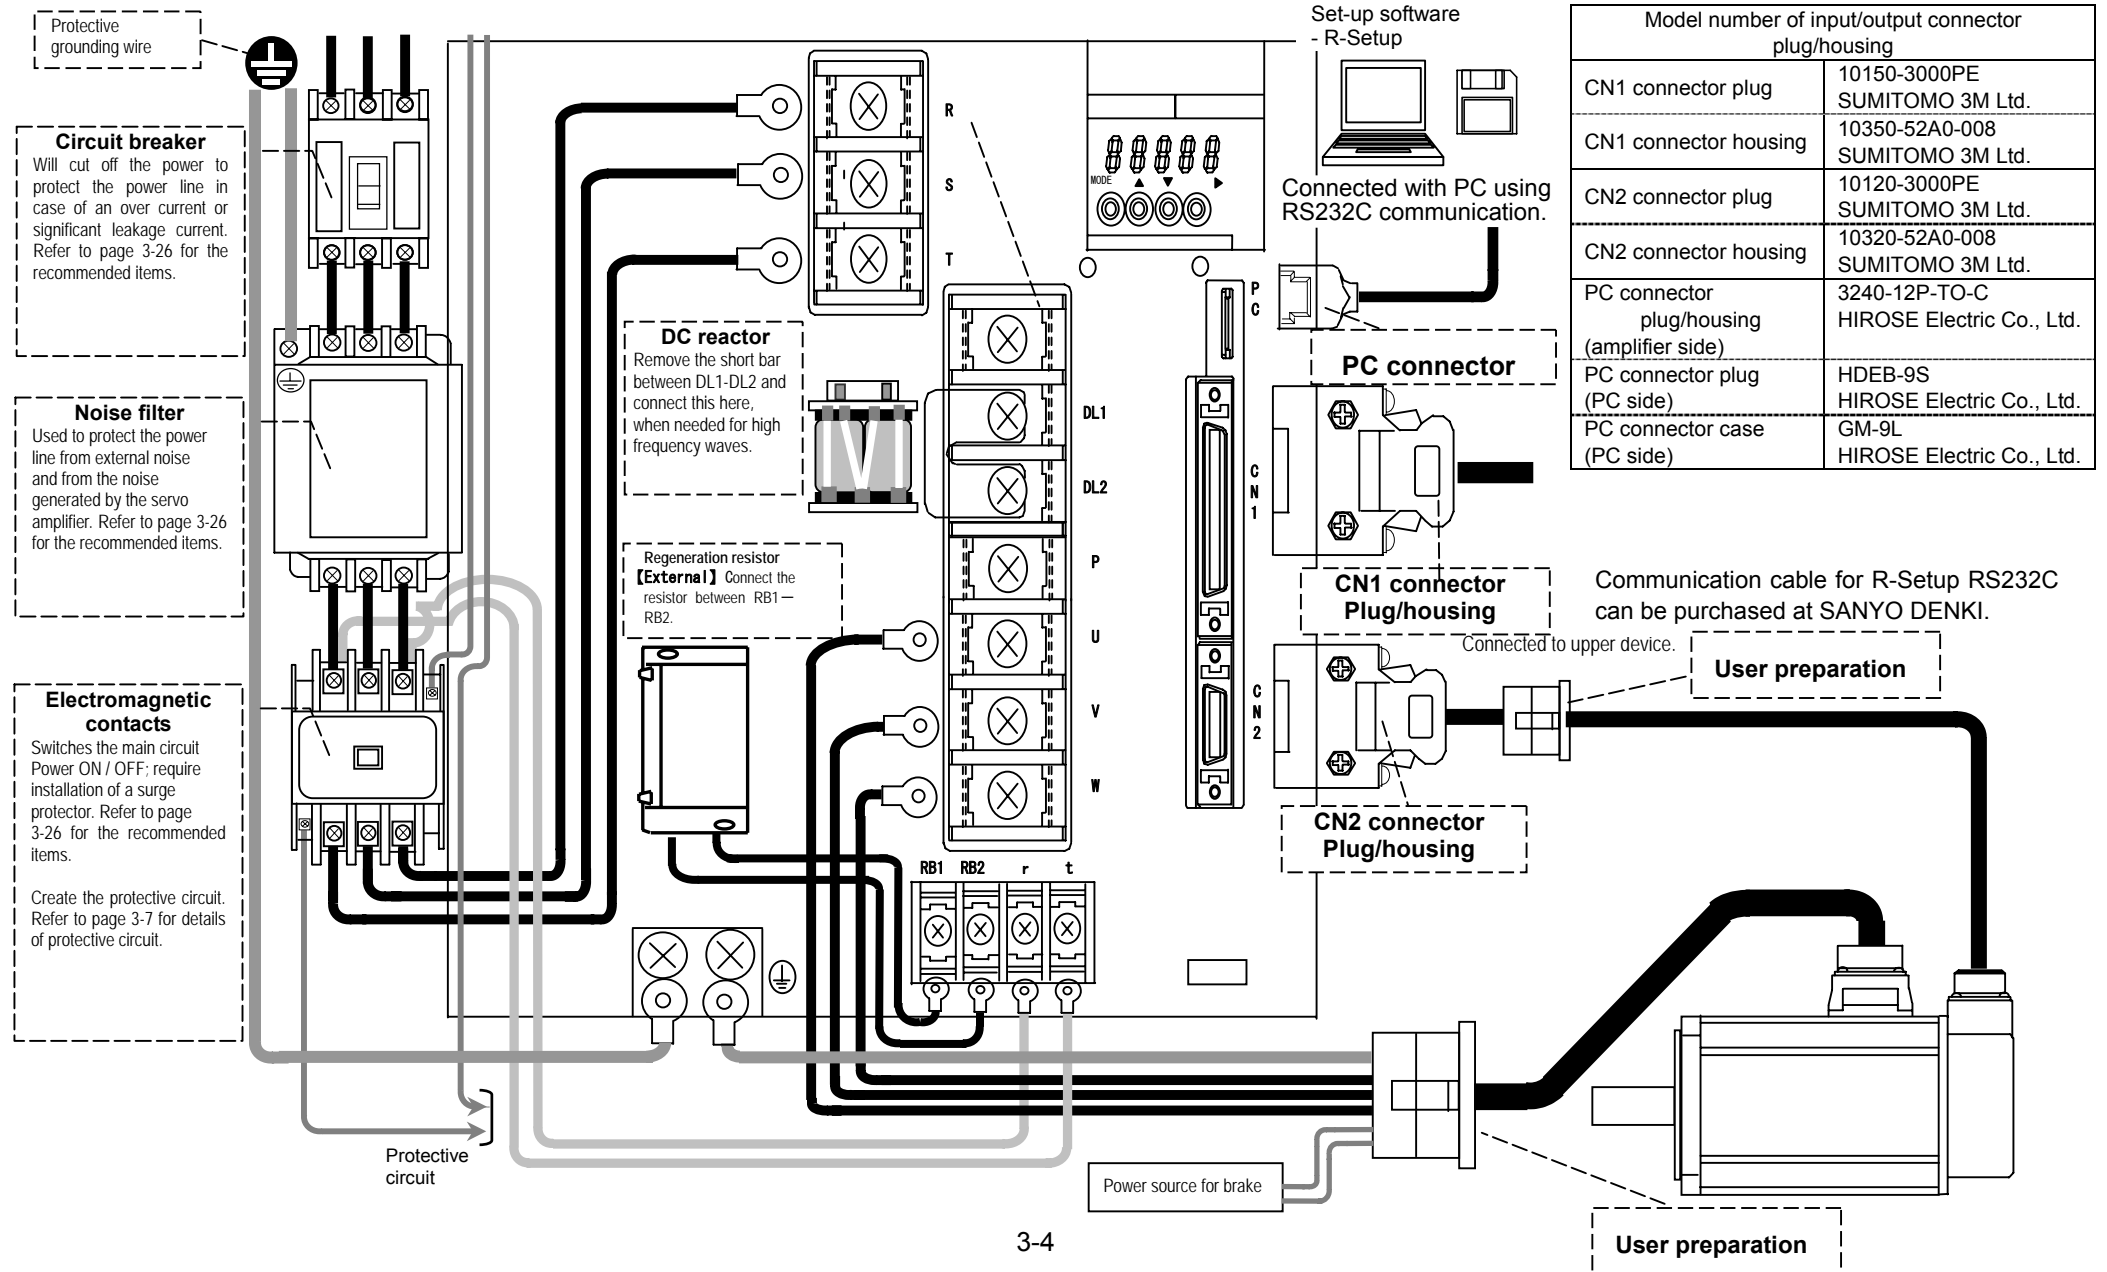 Protective
grounding wire
Circuit breaker
Will cut off the power to
protect the power line in
case of an over current or
significant leakage current.
Refer to page 3-26 for the
recommended items.
Noise filter
Used to protect the power
line from external noise
and from the noise
generated by the servo
amplifier. Refer to page 3-26
for the recommended items.
Electromagnetic
contacts
Switches the main circuit
Power ON / OFF; require
installation of a surge
protector. Refer to page
3-26 for the recommended
items.
Create the protective circuit.
Refer to page 3-7 for details
of protective circuit.
Protective
circuit
R
S
T
DC reactor
Remove the short bar
between DL1-DL2 and
connect this here,
when needed for high
frequency waves.
Regeneration resistor
【External】 Connect the
resistor between RB1－
RB2.
DL1
DL2
P
U
V
W
RB1 RB2 r t
MODE
P
C
C
N
1
C
N
2
Set-up software
- R-Setup
Connected with PC using
RS232C communication.
PC connector
CN1 connector
Plug/housing
Connected to upper device.
CN2 connector
Plug/housing
Model number of input/output connector
plug/housing
CN1 connector plug
10150-3000PE
SUMITOMO 3M Ltd.
CN1 connector housing
10350-52A0-008
SUMITOMO 3M Ltd.
CN2 connector plug
10120-3000PE
SUMITOMO 3M Ltd.
CN2 connector housing
10320-52A0-008
SUMITOMO 3M Ltd.
PC connector
plug/housing
(amplifier side)
3240-12P-TO-C
HIROSE Electric Co., Ltd.
PC connector plug
(PC side)
HDEB-9S
HIROSE Electric Co., Ltd.
PC connector case
(PC side)
GM-9L
HIROSE Electric Co., Ltd.
Communication cable for R-Setup RS232C
can be purchased at SANYO DENKI.
User preparation
Power source for brake
User preparation
3-4